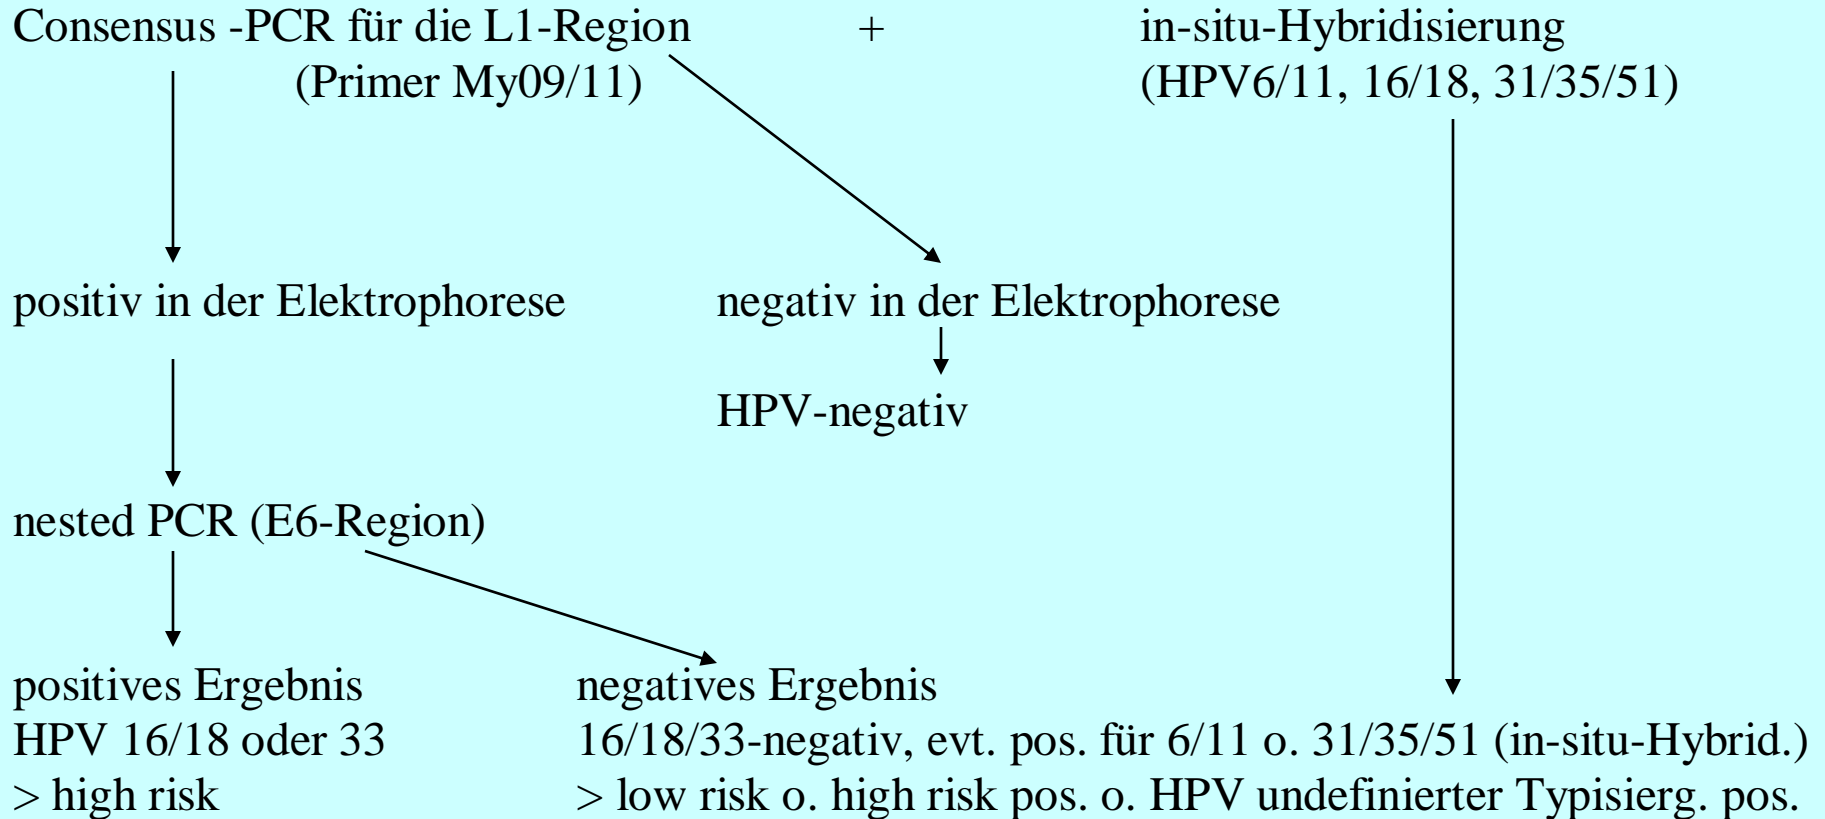 Consensus -PCR für die L1-Region + in-situ-Hybridisierung
(Primer My09/11) (HPV6/11, 16/18, 31/35/51)
positiv in der Elektrophorese negativ in der Elektrophorese
HPV-negativ
nested PCR (E6-Region)
positives Ergebnis negatives Ergebnis
HPV 16/18 oder 33 16/18/33-negativ, evt. pos. für 6/11 o. 31/35/51 (in-situ-Hybrid.)
> high risk > low risk o. high risk pos. o. HPV undefinierter Typisierg. pos.